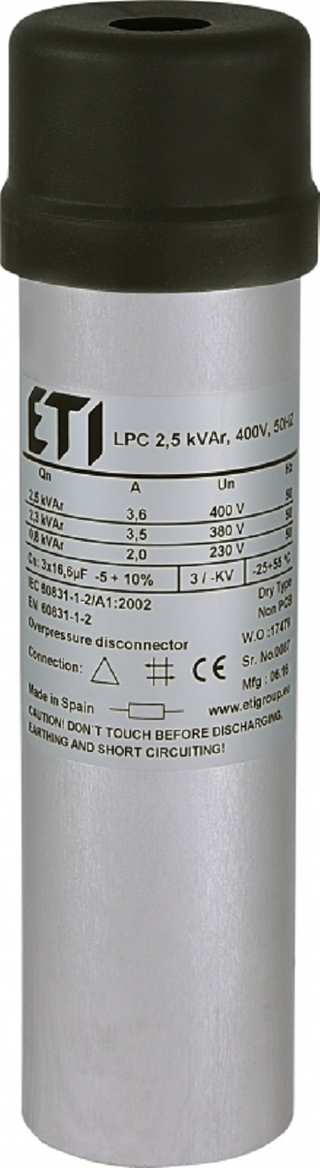 ETI LPC 2,5 kVAr, 400V, 50HZ
Qn A Un Hz
2,5 kVAr 3,6 400 V 50
2,3 kVAr 3,5 380 V 50
0,8 kVAr 2,0 230 V 50
Cn: 3x16,6µF -5 + 10% 3 / -KV -25+55 °C
IEC 60831-1-2/A1:2002 Dry Type
EN 60831-1-2 Non PCB
Overpressure disconnector W.O :17476
Connection: CE Sr. No:0087
Mfg : 06.16
Made in Spain www.etigroup.eu
CAUTION! DON'T TOUCH BEFORE DISCHARGING,
EARTHING AND SHORT CIRCUITING!